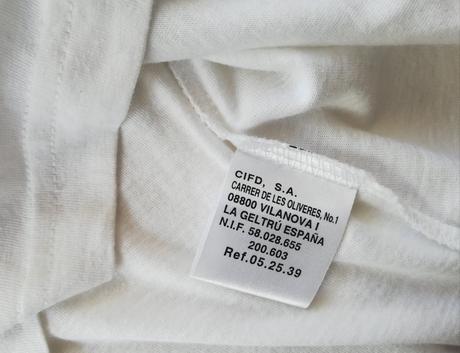 CIFD, S.A.
CARRER DE LES OLIVERES, No.1
08800 VILANOVA I
LA GELTRÚ ESPAÑA
N.I.F. 58.028.655
200.603
Ref.05.25.39